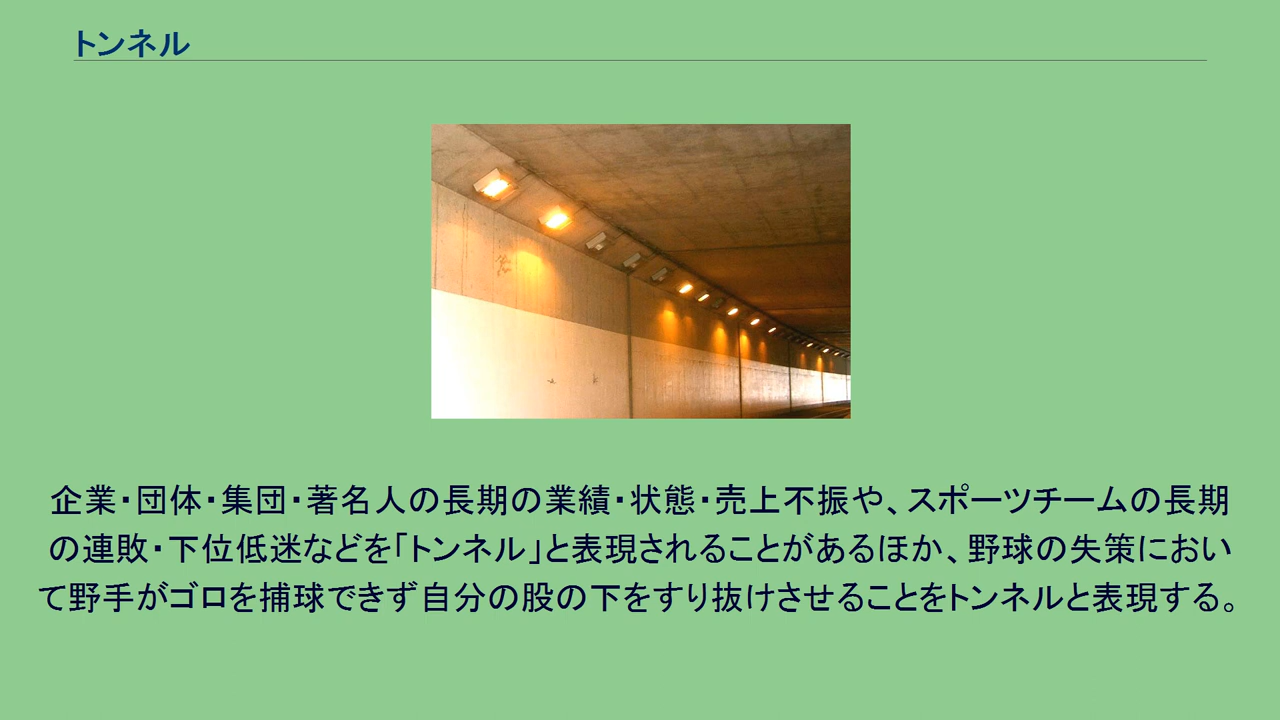 トンネル
企業・団体・集団・著名人の長期の業績・状態・売上不振や、スポーツチームの長期
の連敗・下位低迷などを「トンネル」と表現されることがあるほか、野球の失策におい
て野手がゴロを捕球できず自分の股の下をすり抜けさせることをトンネルと表現する。